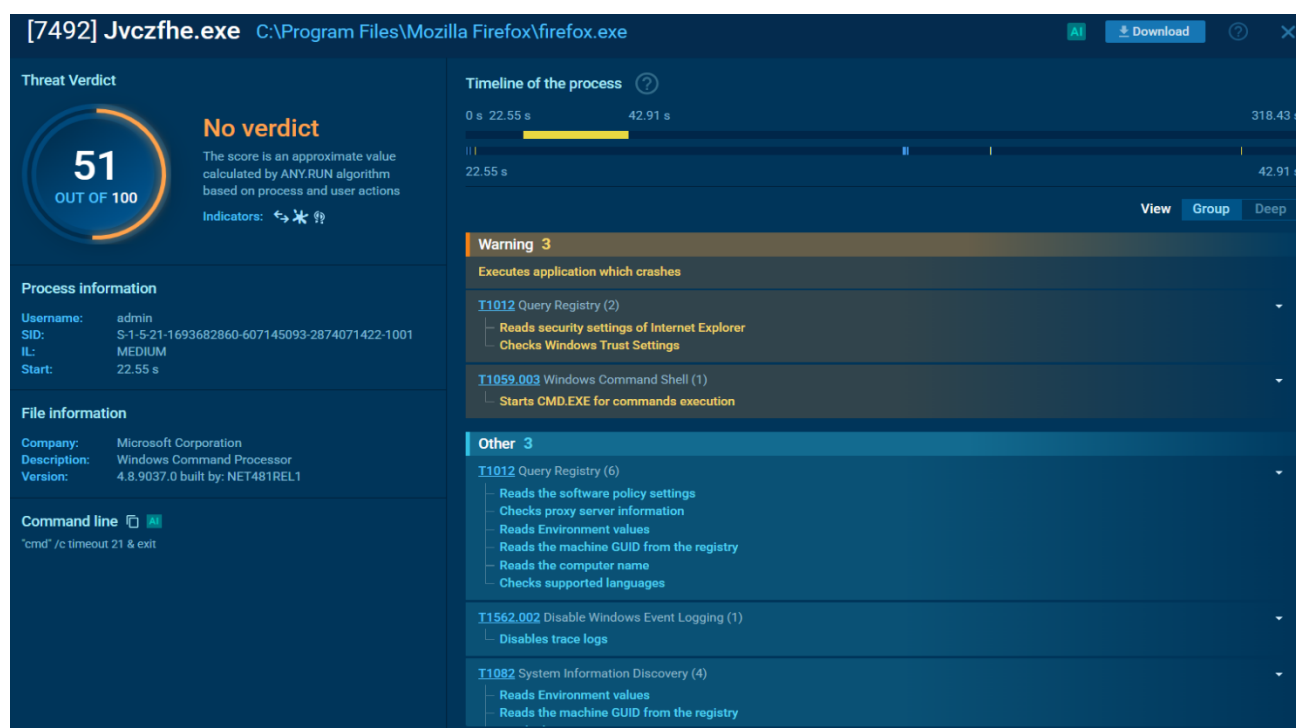 [7492] Jvczfhe.exe C:\Program Files\Mozilla Firefox\firefox.exe
AI Download ?
Threat Verdict
51
OUT OF 100
No verdict
The score is an approximate value
calculated by ANY.RUN algorithm
based on process and user actions
Indicators:
Process information
Username: admin
SID: S-1-5-21-1693682860-607145093-2874071422-1001
IL: MEDIUM
Start: 22.55 s
File information
Company: Microsoft Corporation
Description: Windows Command Processor
Version: 4.8.9037.0 built by: NET481REL1
Command line AI
"cmd" /c timeout 21 & exit
Timeline of the process ?
0 s 22.55 s 42.91 s 318.43 s
22.55 s 42.91 s
View Group Deep
Warning 3
Executes application which crashes
T1012 Query Registry (2)
Reads security settings of Internet Explorer
Checks Windows Trust Settings
T1059.003 Windows Command Shell (1)
Starts CMD.EXE for commands execution
Other 3
T1012 Query Registry (6)
Reads the software policy settings
Checks proxy server information
Reads Environment values
Reads the machine GUID from the registry
Reads the computer name
Checks supported languages
T1562.002 Disable Windows Event Logging (1)
Disables trace logs
T1082 System Information Discovery (4)
Reads Environment values
Reads the machine GUID from the registry